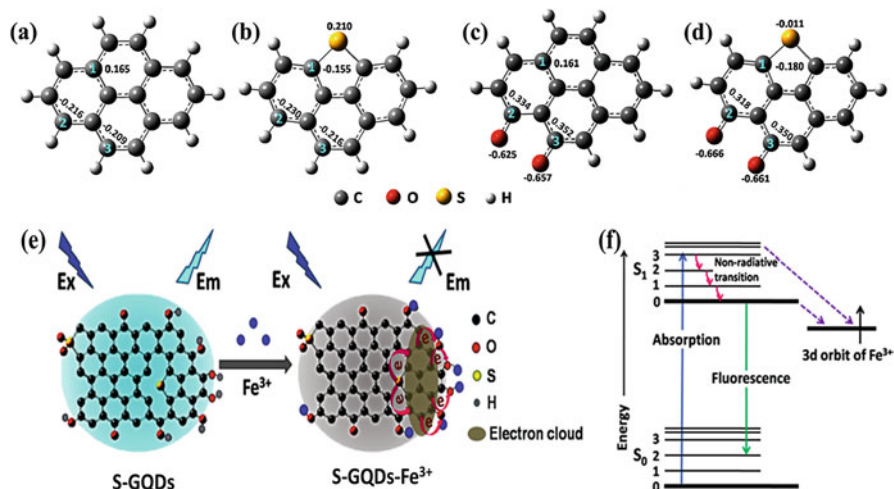 (a)
1
0.165
-0.216
2
-0.209
3
(b)
0.210
1
-0.155
-0.230
2
-0.216
3
(c)
1
0.161
0.334
2
0.352
3
-0.625
-0.657
(d)
-0.011
1
-0.180
0.318
2
0.350
3
-0.666
-0.661
C O S H
(e)
Ex
Em
Fe³⁺
S-GQDs
Ex
Em
e e
e e
e e
S-GQDs-Fe³⁺
C
O
S
H
Electron cloud
(f)
Energy
S₁
3
2
1
0
Non-radiative
transition
Absorption
Fluorescence
3d orbit of Fe³⁺
S₀
3
2
1
0